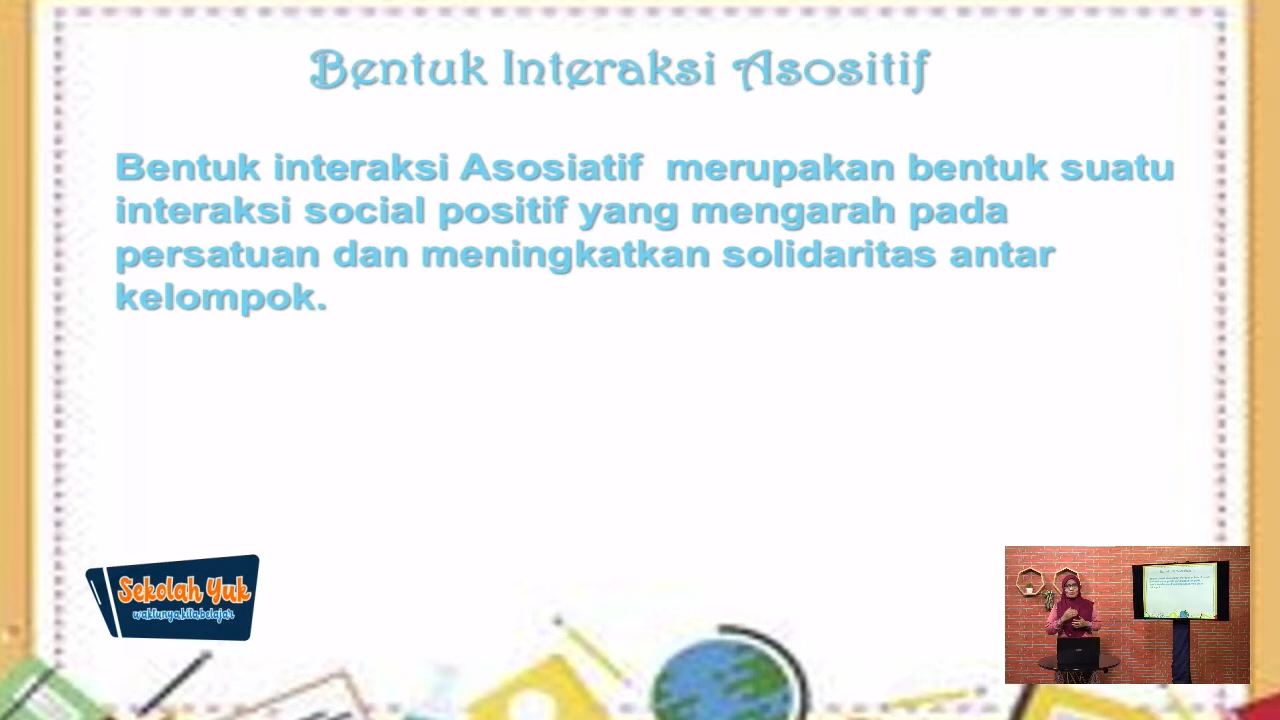 Bentuk Interaksi Asositif
Bentuk interaksi Asosiatif merupakan bentuk suatu
interaksi social positif yang mengarah pada
persatuan dan meningkatkan solidaritas antar
kelompok.
Sekolah Yuk
waktunya kita belajar